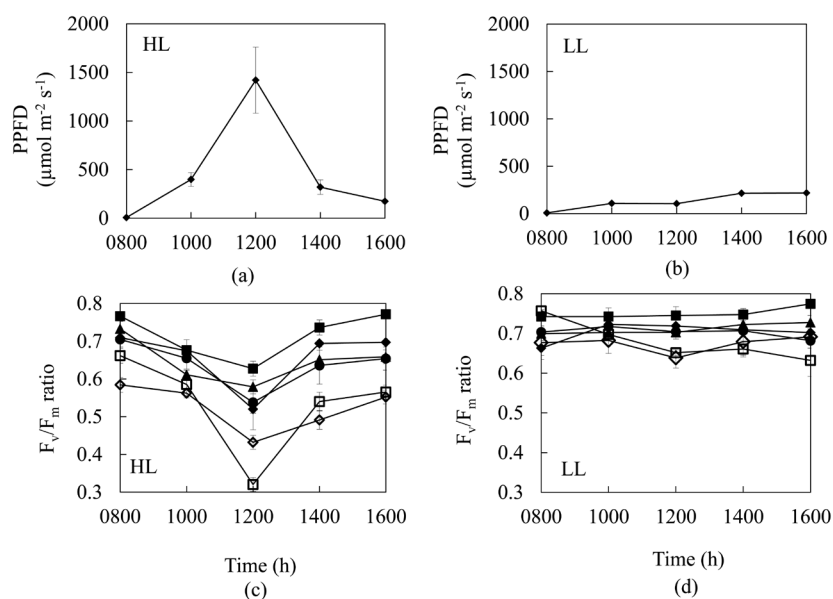 2000
1500
1000
500
0
PPFD
(µmol m⁻² s⁻¹)
HL
0800 1000 1200 1400 1600
(a)
2000
1500
1000
500
0
PPFD
(µmol m⁻² s⁻¹)
LL
0800 1000 1200 1400 1600
(b)
0.8
0.7
0.6
0.5
0.4
0.3
Fᵥ/Fₘ ratio
HL
0800 1000 1200 1400 1600
Time (h)
(c)
0.8
0.7
0.6
0.5
0.4
0.3
Fᵥ/Fₘ ratio
LL
0800 1000 1200 1400 1600
Time (h)
(d)